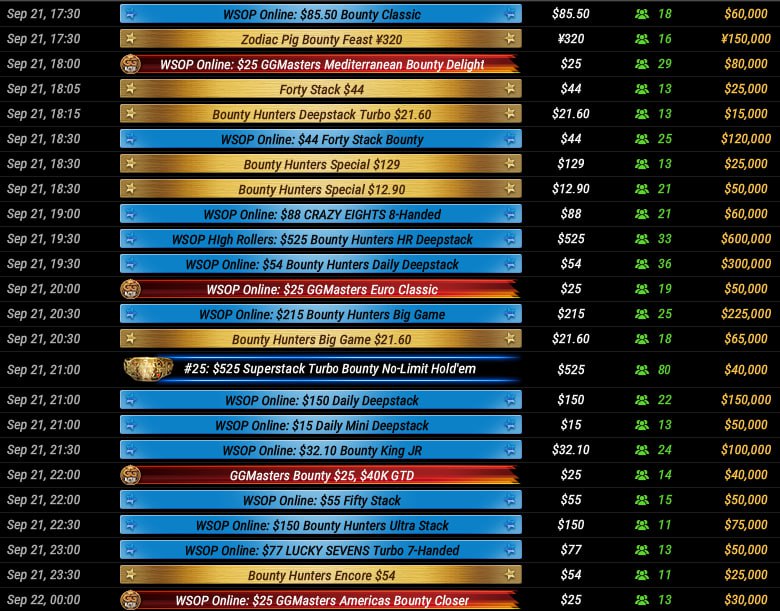 Sep 21, 17:30 WSOP Online: $85.50 Bounty Classic $85.50 18 $60,000
Sep 21, 17:30 Zodiac Pig Bounty Feast ¥320 ¥320 16 ¥150,000
Sep 21, 18:00 WSOP Online: $25 GGMasters Mediterranean Bounty Delight $25 29 $80,000
Sep 21, 18:05 Forty Stack $44 $44 13 $25,000
Sep 21, 18:15 Bounty Hunters Deepstack Turbo $21.60 $21.60 13 $15,000
Sep 21, 18:30 WSOP Online: $44 Forty Stack Bounty $44 25 $120,000
Sep 21, 18:30 Bounty Hunters Special $129 $129 13 $25,000
Sep 21, 18:30 Bounty Hunters Special $12.90 $12.90 21 $50,000
Sep 21, 19:00 WSOP Online: $88 CRAZY EIGHTS 8-Handed $88 21 $60,000
Sep 21, 19:30 WSOP HIgh Rollers: $525 Bounty Hunters HR Deepstack $525 33 $600,000
Sep 21, 19:30 WSOP Online: $54 Bounty Hunters Daily Deepstack $54 36 $300,000
Sep 21, 20:00 WSOP Online: $25 GGMasters Euro Classic $25 19 $50,000
Sep 21, 20:30 WSOP Online: $215 Bounty Hunters Big Game $215 25 $225,000
Sep 21, 20:30 Bounty Hunters Big Game $21.60 $21.60 18 $65,000
Sep 21, 21:00 #25: $525 Superstack Turbo Bounty No-Limit Hold'em $525 80 $40,000
Sep 21, 21:00 WSOP Online: $150 Daily Deepstack $150 22 $150,000
Sep 21, 21:00 WSOP Online: $15 Daily Mini Deepstack $15 13 $50,000
Sep 21, 21:30 WSOP Online: $32.10 Bounty King JR $32.10 24 $100,000
Sep 21, 22:00 GGMasters Bounty $25, $40K GTD $25 14 $40,000
Sep 21, 22:00 WSOP Online: $55 Fifty Stack $55 15 $50,000
Sep 21, 22:30 WSOP Online: $150 Bounty Hunters Ultra Stack $150 11 $75,000
Sep 21, 23:00 WSOP Online: $77 LUCKY SEVENS Turbo 7-Handed $77 13 $50,000
Sep 21, 23:30 Bounty Hunters Encore $54 $54 11 $25,000
Sep 22, 00:00 WSOP Online: $25 GGMasters Americas Bounty Closer $25 13 $30,000